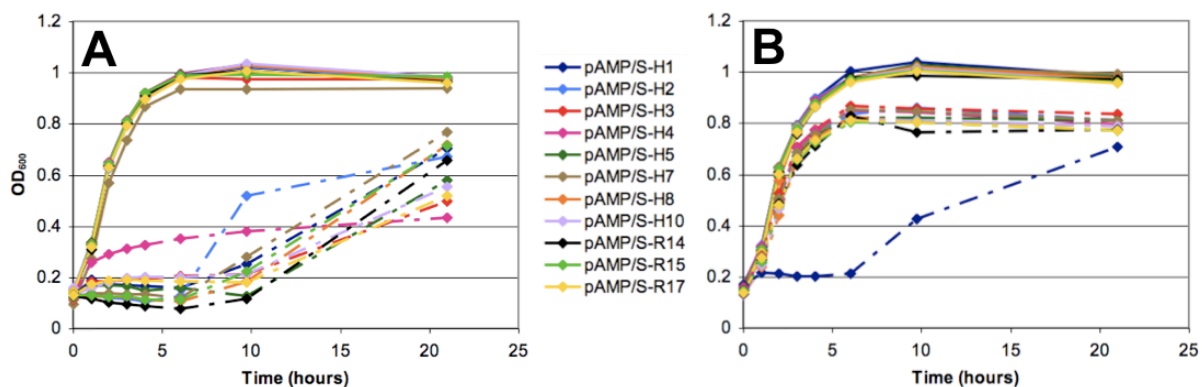 A
B
1.2
1
0.8
0.6
0.4
0.2
0
OD600
0 5 10 15 20 25
Time (hours)
pAMP/S-H1
pAMP/S-H2
pAMP/S-H3
pAMP/S-H4
pAMP/S-H5
pAMP/S-H7
pAMP/S-H8
pAMP/S-H10
pAMP/S-R14
pAMP/S-R15
pAMP/S-R17
1.2
1
0.8
0.6
0.4
0.2
0
0 5 10 15 20 25
Time (hours)